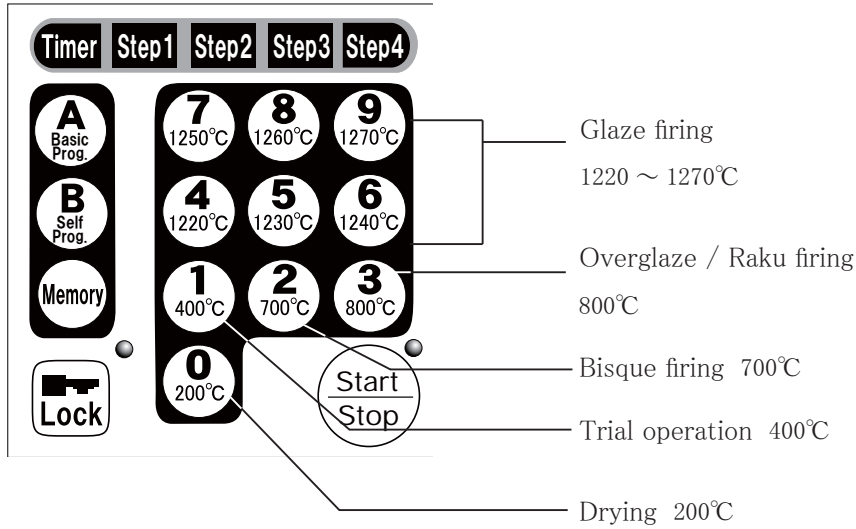 Timer Step1 Step2 Step3 Step4
A
Basic
Prog.
B
Self
Prog.
Memory
Lock
7
1250℃
8
1260℃
9
1270℃
4
1220℃
5
1230℃
6
1240℃
1
400℃
2
700℃
3
800℃
0
200℃
Start
Stop
Glaze firing
1220 ～ 1270℃
Overglaze / Raku firing
800℃
Bisque firing 700℃
Trial operation 400℃
Drying 200℃